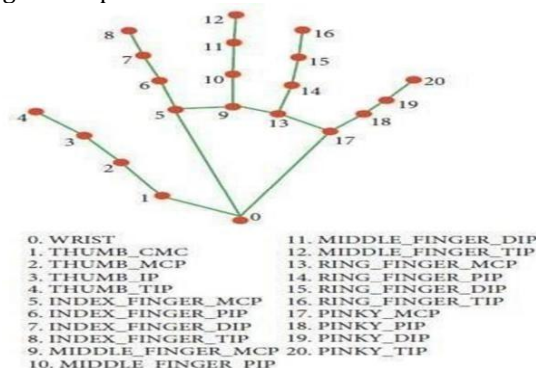 12
8
16
11
7
15
10
20
6
14
19
4
5
9
13
18
3
17
2
1
0
0. WRIST
1. THUMB_CMC
2. THUMB_MCP
3. THUMB_IP
4. THUMB_TIP
5. INDEX_FINGER_MCP
6. INDEX_FINGER_PIP
7. INDEX_FINGER_DIP
8. INDEX_FINGER_TIP
9. MIDDLE_FINGER_MCP
10. MIDDLE_FINGER_PIP
11. MIDDLE_FINGER_DIP
12. MIDDLE_FINGER_TIP
13. RING_FINGER_MCP
14. RING_FINGER_PIP
15. RING_FINGER_DIP
16. RING_FINGER_TIP
17. PINKY_MCP
18. PINKY_PIP
19. PINKY_DIP
20. PINKY_TIP